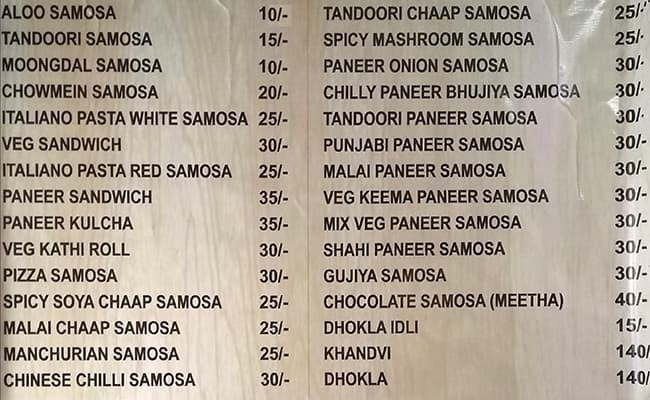 ALOO SAMOSA 10/-
TANDOORI SAMOSA 15/-
MOONGDAL SAMOSA 10/-
CHOWMEIN SAMOSA 20/-
ITALIANO PASTA WHITE SAMOSA 25/-
VEG SANDWICH 30/-
ITALIANO PASTA RED SAMOSA 25/-
PANEER SANDWICH 35/-
PANEER KULCHA 35/-
VEG KATHI ROLL 30/-
PIZZA SAMOSA 30/-
SPICY SOYA CHAAP SAMOSA 25/-
MALAI CHAAP SAMOSA 25/-
MANCHURIAN SAMOSA 25/-
CHINESE CHILLI SAMOSA 30/-
TANDOORI CHAAP SAMOSA 25/-
SPICY MASHROOM SAMOSA 25/-
PANEER ONION SAMOSA 30/-
CHILLY PANEER BHUJIYA SAMOSA 30/-
TANDOORI PANEER SAMOSA 30/-
PUNJABI PANEER SAMOSA 30/-
MALAI PANEER SAMOSA 30/-
VEG KEEMA PANEER SAMOSA 30/-
MIX VEG PANEER SAMOSA 30/-
SHAHI PANEER SAMOSA 30/-
GUJIYA SAMOSA 30/-
CHOCOLATE SAMOSA (MEETHA) 40/-
DHOKLA IDLI 15/-
KHANDVI 140/
DHOKLA 140/